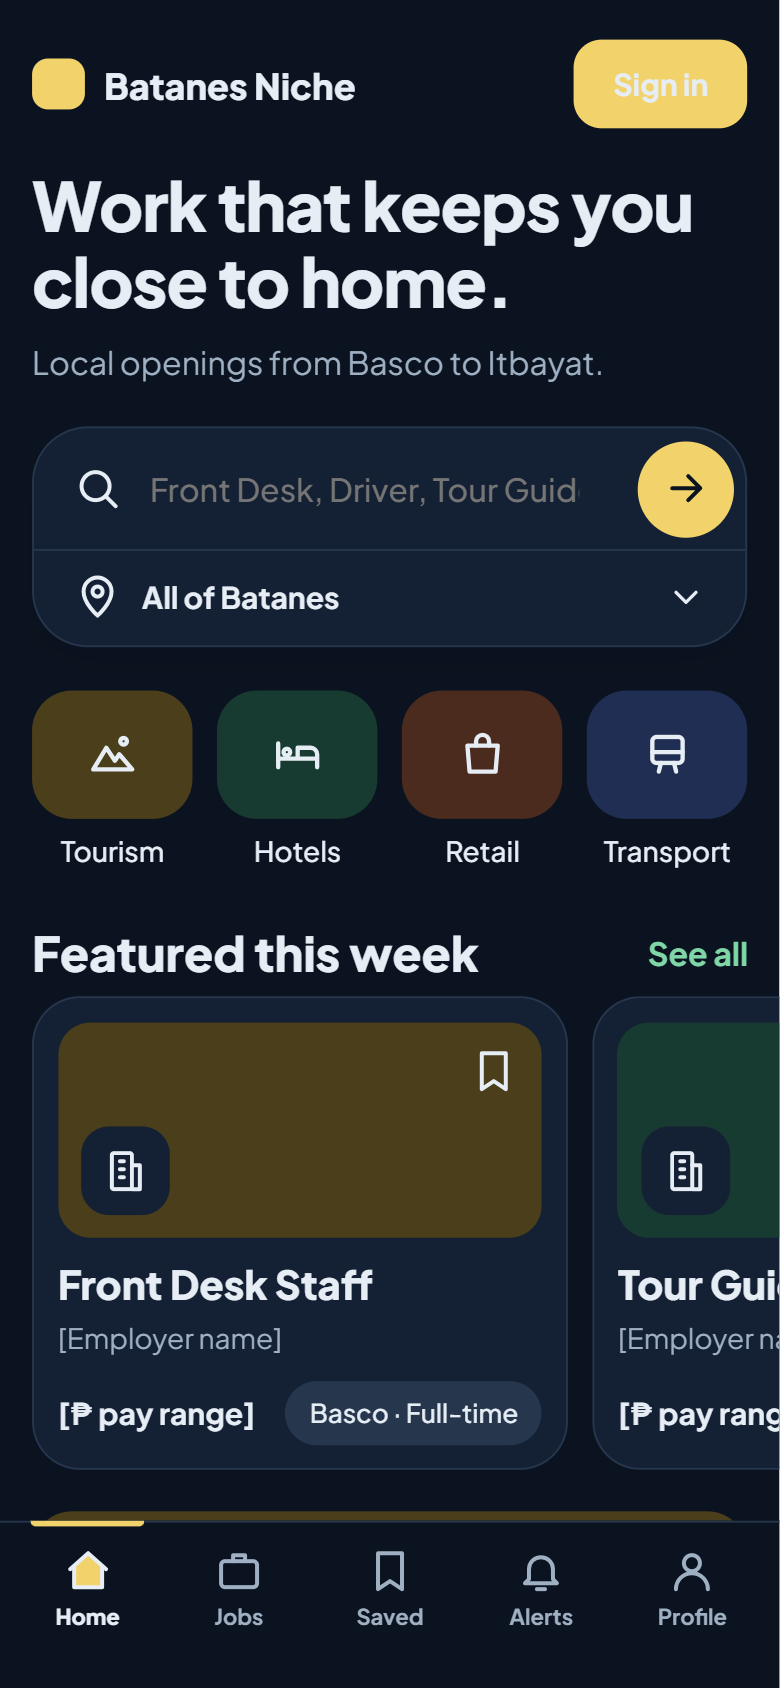 Batanes Niche
Sign in
Work that keeps you
close to home.
Local openings from Basco to Itbayat.
Front Desk, Driver, Tour Guid
All of Batanes
Tourism
Hotels
Retail
Transport
Featured this week
See all
Front Desk Staff
[Employer name]
[₱ pay range]
Basco · Full-time
Tour Gui
[Employer na
[₱ pay rang
Home
Jobs
Saved
Alerts
Profile